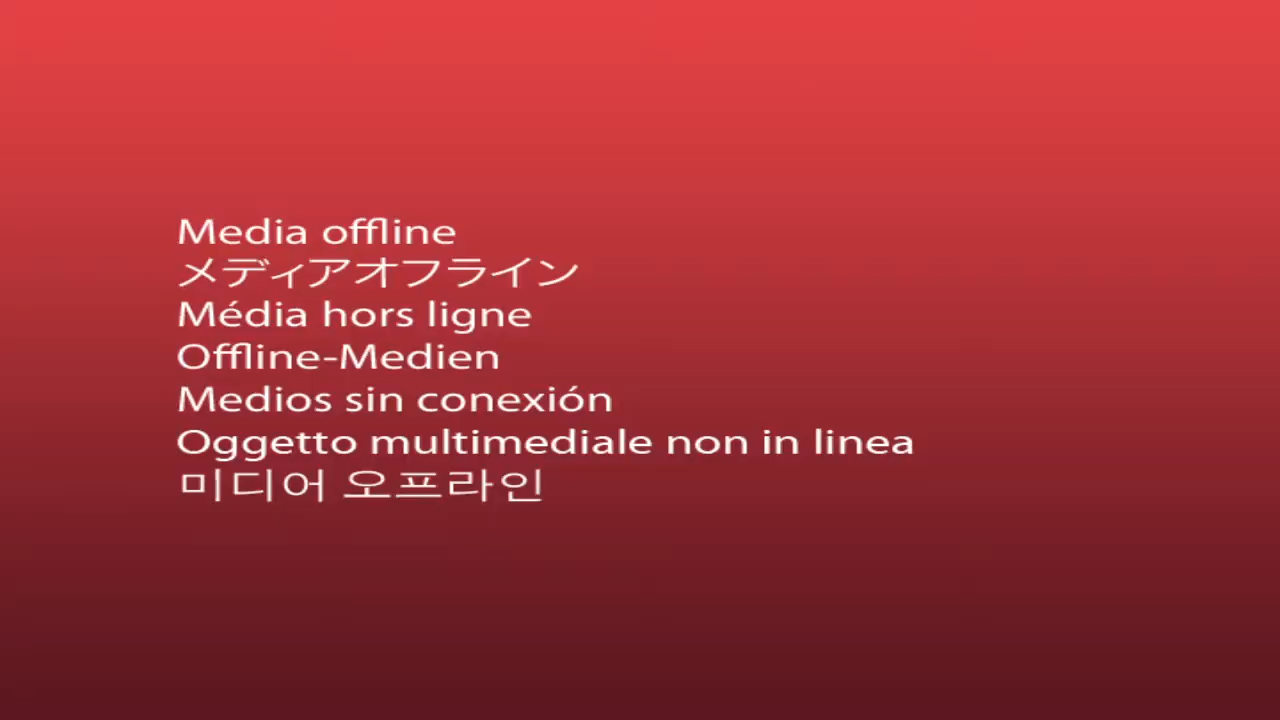 Media offline
メディアオフライン
Média hors ligne
Offline-Medien
Medios sin conexión
Oggetto multimediale non in linea
미디어 오프라인